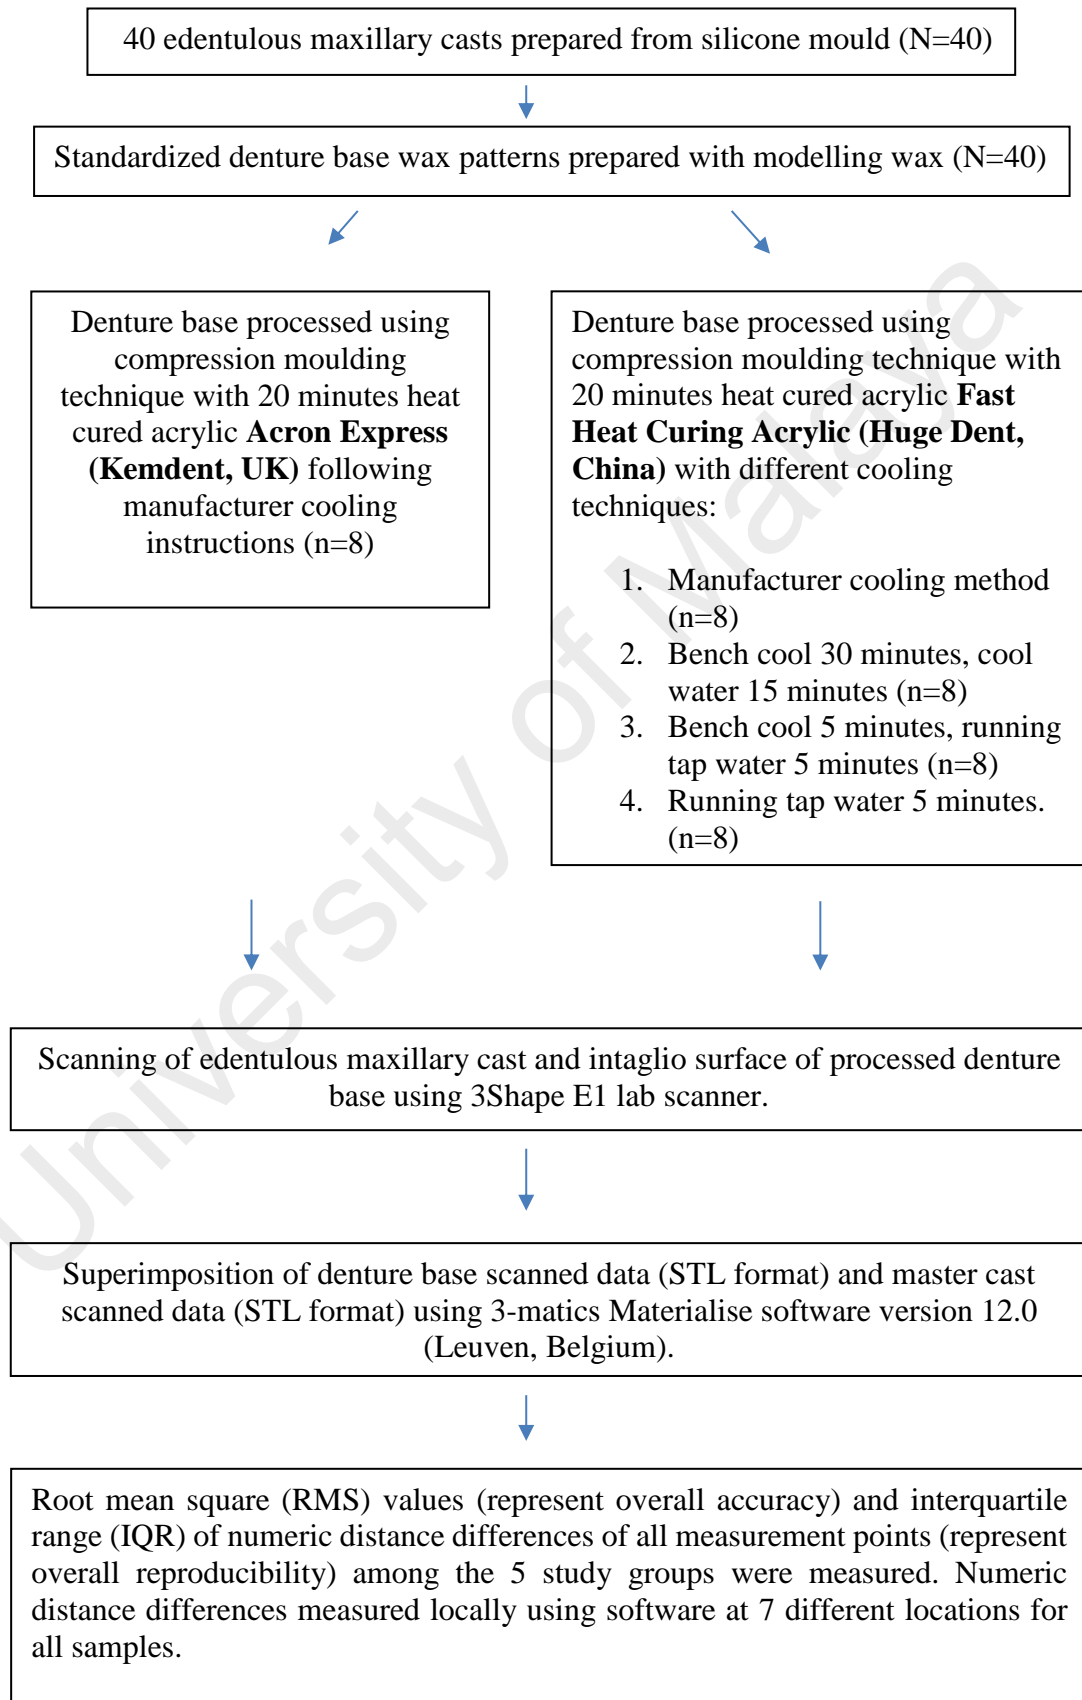 40 edentulous maxillary casts prepared from silicone mould (N=40)
Standardized denture base wax patterns prepared with modelling wax (N=40)
Denture base processed using
compression moulding
technique with 20 minutes heat
cured acrylic Acron Express
(Kemdent, UK) following
manufacturer cooling
instructions (n=8)
Denture base processed using
compression moulding technique with
20 minutes heat cured acrylic Fast
Heat Curing Acrylic (Huge Dent,
China) with different cooling
techniques:
1. Manufacturer cooling method
(n=8)
2. Bench cool 30 minutes, cool
water 15 minutes (n=8)
3. Bench cool 5 minutes, running
tap water 5 minutes (n=8)
4. Running tap water 5 minutes.
(n=8)
Scanning of edentulous maxillary cast and intaglio surface of processed denture
base using 3Shape E1 lab scanner.
Superimposition of denture base scanned data (STL format) and master cast
scanned data (STL format) using 3-matics Materialise software version 12.0
(Leuven, Belgium).
Root mean square (RMS) values (represent overall accuracy) and interquartile
range (IQR) of numeric distance differences of all measurement points (represent
overall reproducibility) among the 5 study groups were measured. Numeric
distance differences measured locally using software at 7 different locations for
all samples.
University of Malaya